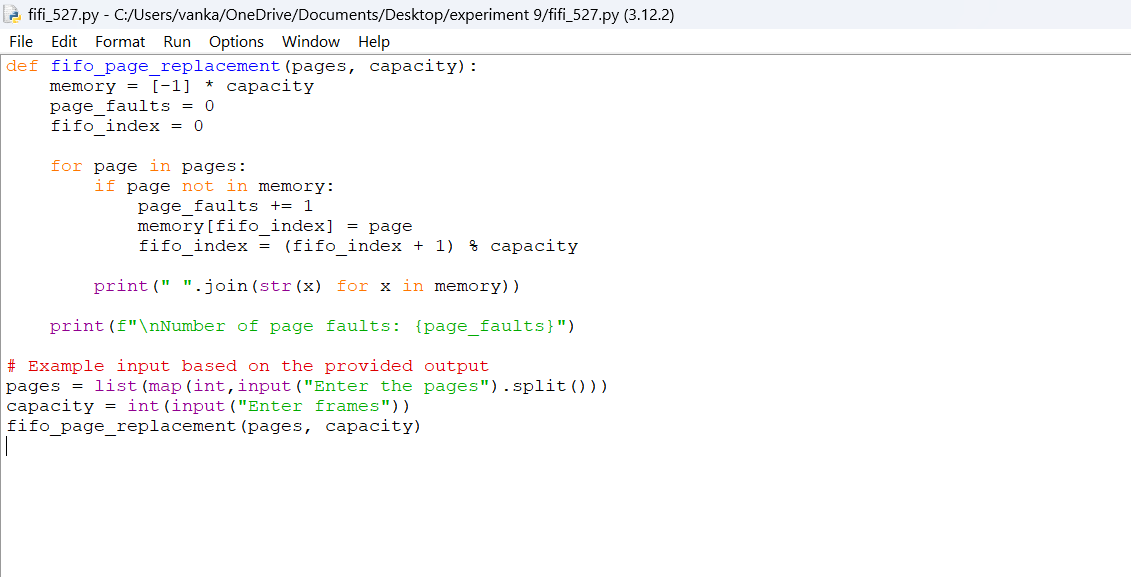 fifi_527.py - C:/Users/vanka/OneDrive/Documents/Desktop/experiment 9/fifi_527.py (3.12.2)
File Edit Format Run Options Window Help
def fifo_page_replacement(pages, capacity):
    memory = [-1] * capacity
    page_faults = 0
    fifo_index = 0

    for page in pages:
        if page not in memory:
            page_faults += 1
            memory[fifo_index] = page
            fifo_index = (fifo_index + 1) % capacity

        print(" ".join(str(x) for x in memory))

    print(f"\nNumber of page faults: {page_faults}")

# Example input based on the provided output
pages = list(map(int,input("Enter the pages").split()))
capacity = int(input("Enter frames"))
fifo_page_replacement(pages, capacity)